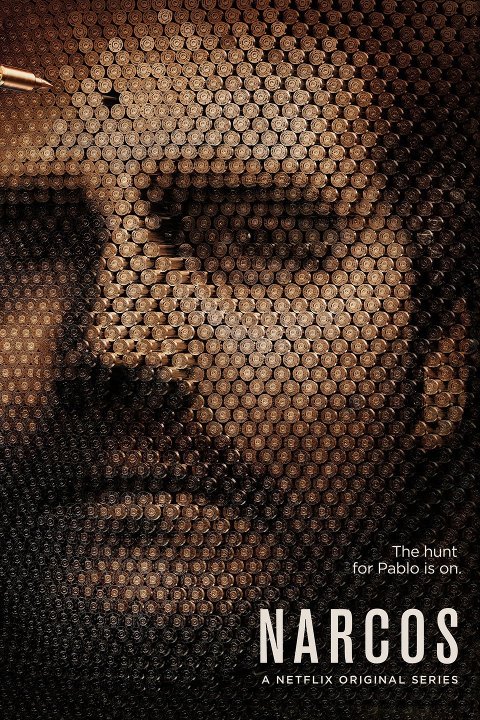 The hunt
for Pablo is on.
NARCOS
A NETFLIX ORIGINAL SERIES